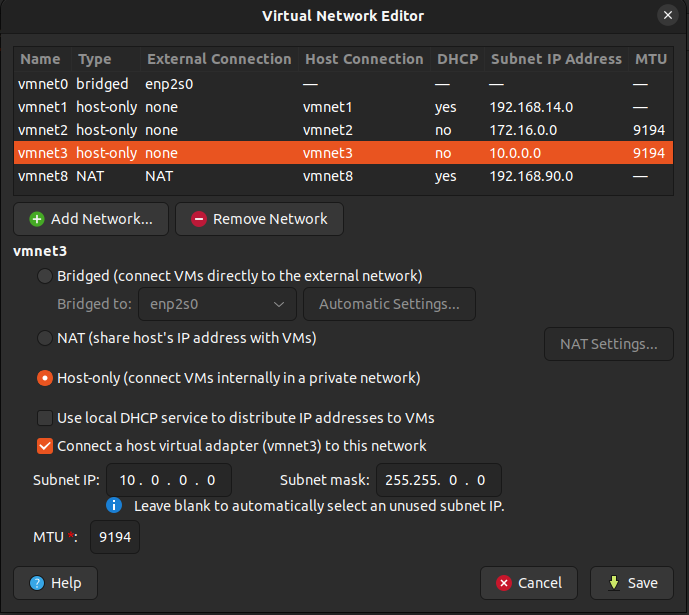 Virtual Network Editor
Name Type External Connection Host Connection DHCP Subnet IP Address MTU
vmnet0 bridged enp2s0 — — — —
vmnet1 host-only none vmnet1 yes 192.168.14.0 —
vmnet2 host-only none vmnet2 no 172.16.0.0 9194
vmnet3 host-only none vmnet3 no 10.0.0.0 9194
vmnet8 NAT NAT vmnet8 yes 192.168.90.0 —
Add Network... Remove Network
vmnet3
Bridged (connect VMs directly to the external network)
Bridged to: enp2s0 Automatic Settings...
NAT (share host's IP address with VMs)
NAT Settings...
Host-only (connect VMs internally in a private network)
Use local DHCP service to distribute IP addresses to VMs
Connect a host virtual adapter (vmnet3) to this network
Subnet IP: 10 . 0 . 0 . 0 Subnet mask: 255.255. 0 . 0
Leave blank to automatically select an unused subnet IP.
MTU *: 9194
Help Cancel Save